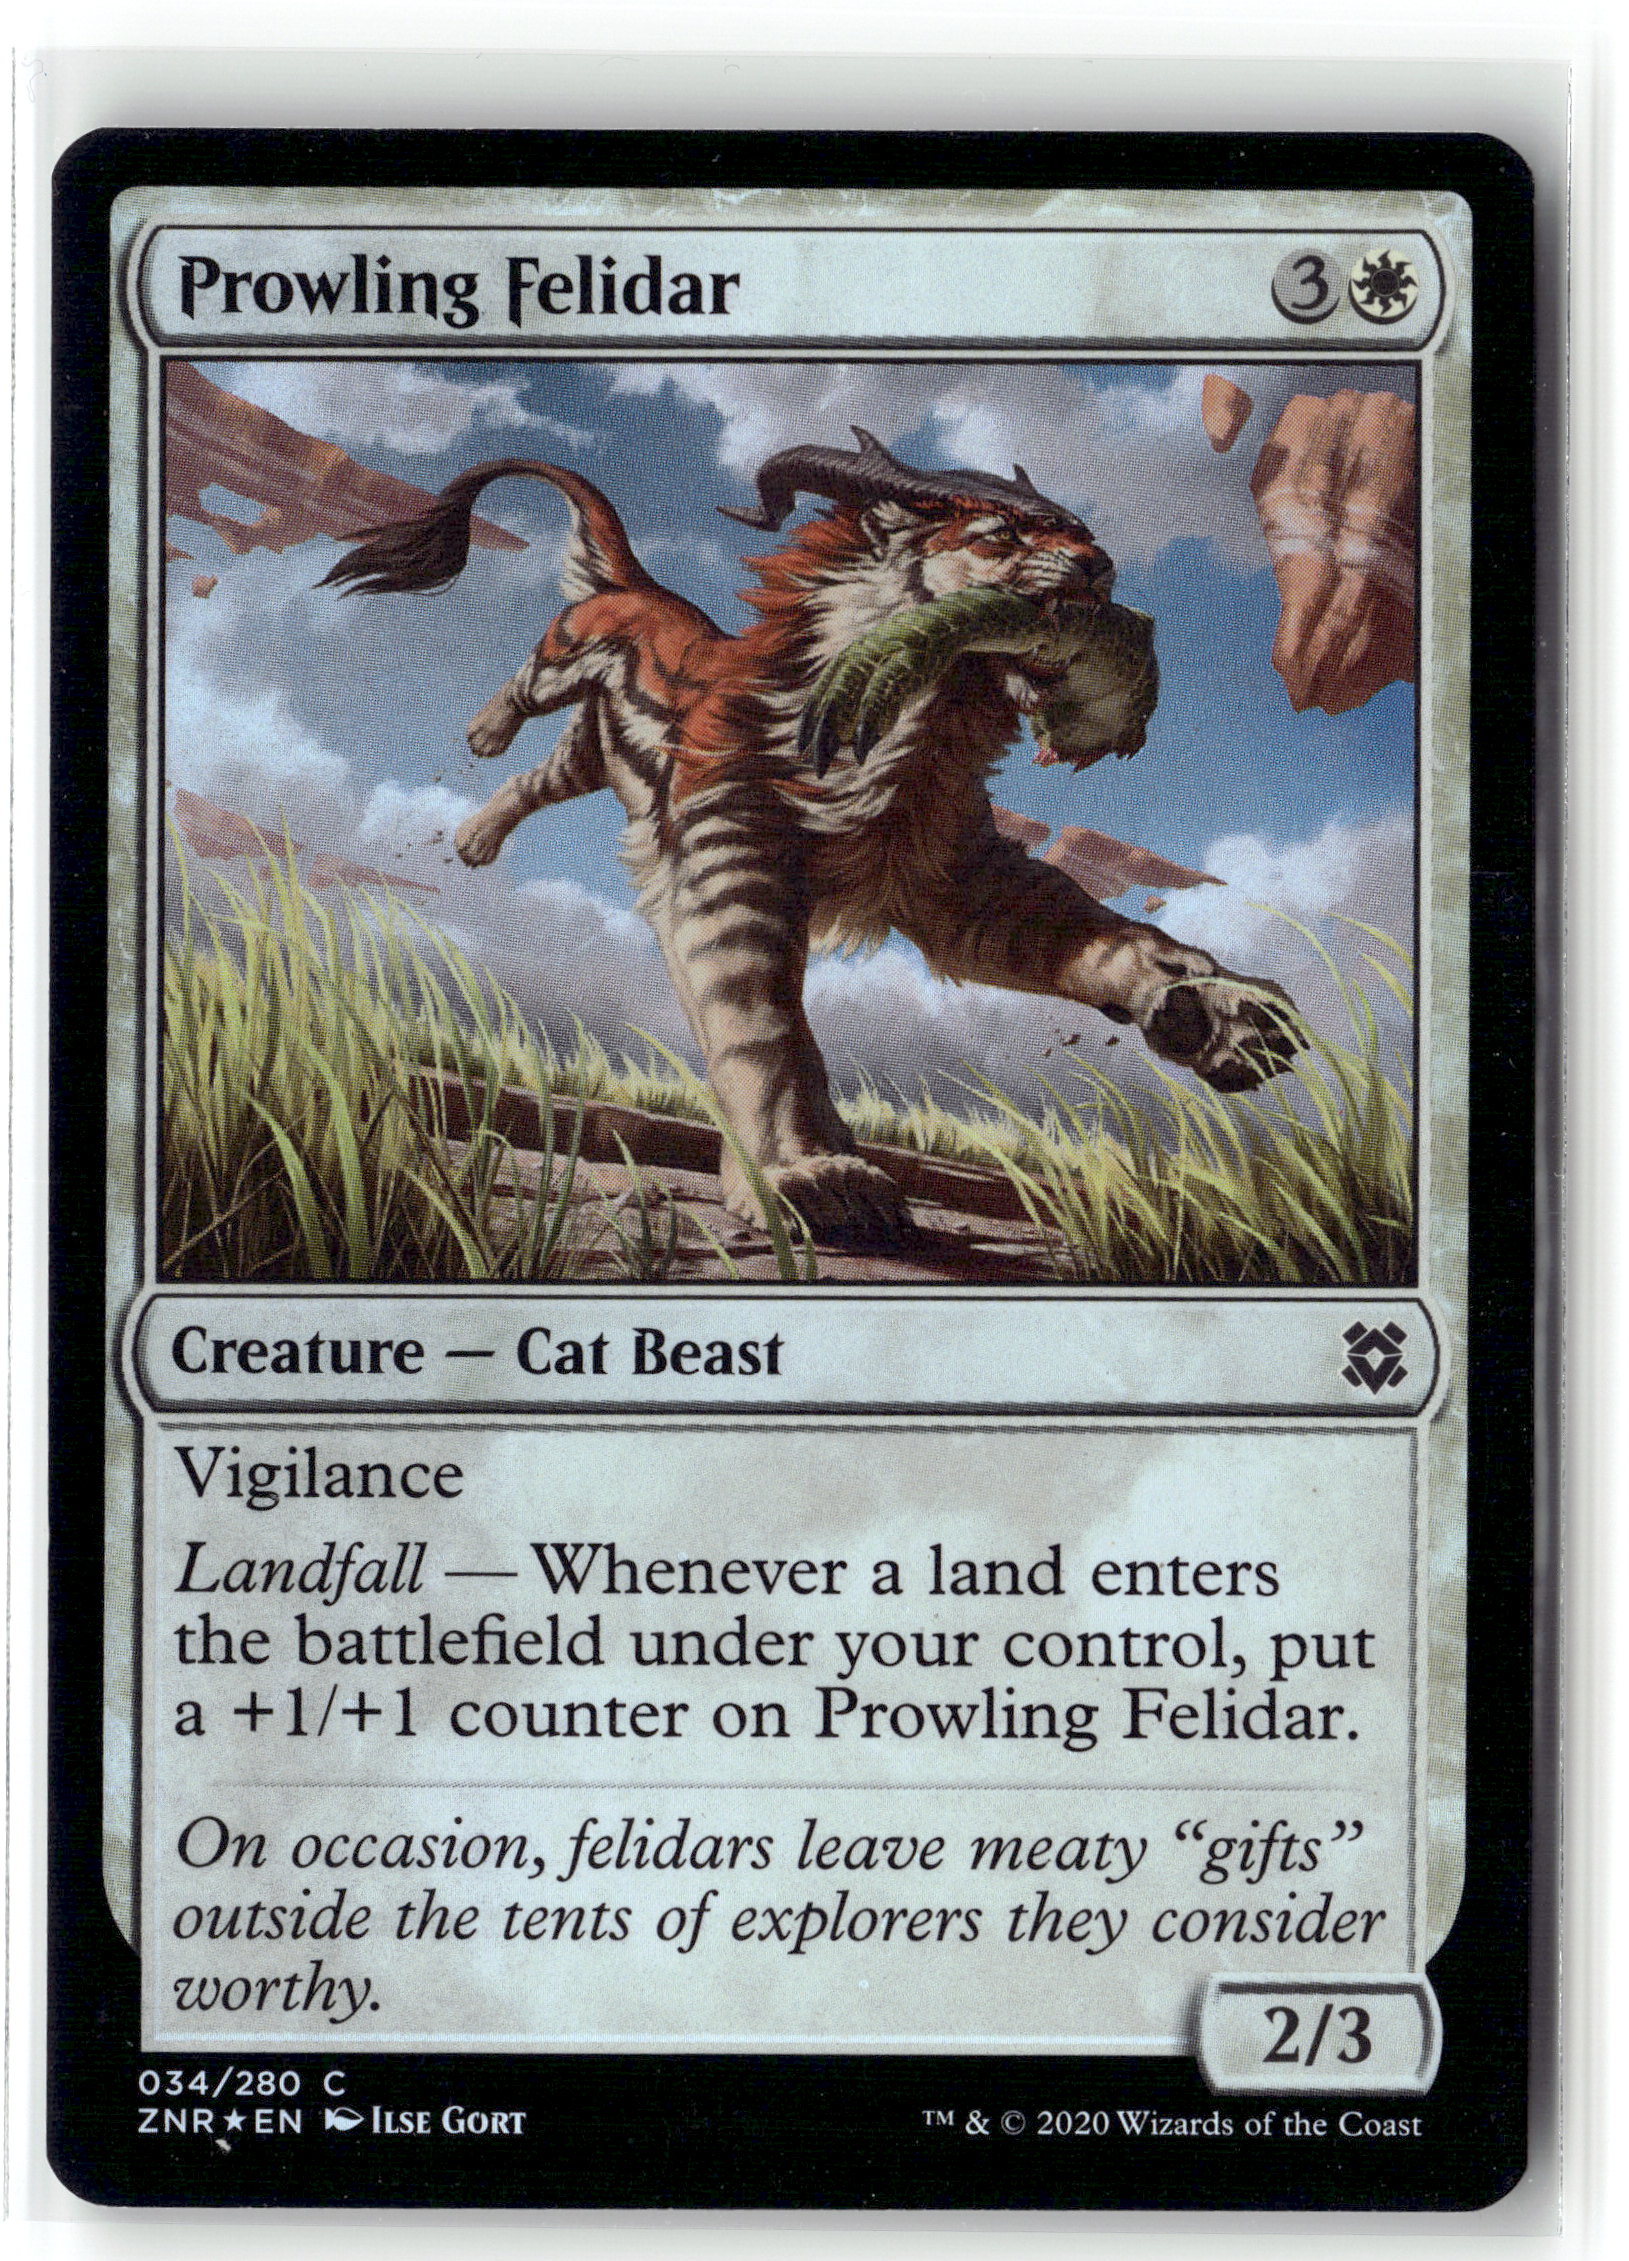 Prowling Felidar 3
Creature — Cat Beast
Vigilance
Landfall — Whenever a land enters
the battlefield under your control, put
a +1/+1 counter on Prowling Felidar.
On occasion, felidars leave meaty “gifts”
outside the tents of explorers they consider
worthy.
2/3
034/280 C
ZNR★EN ILSE GORT
™ & © 2020 Wizards of the Coast